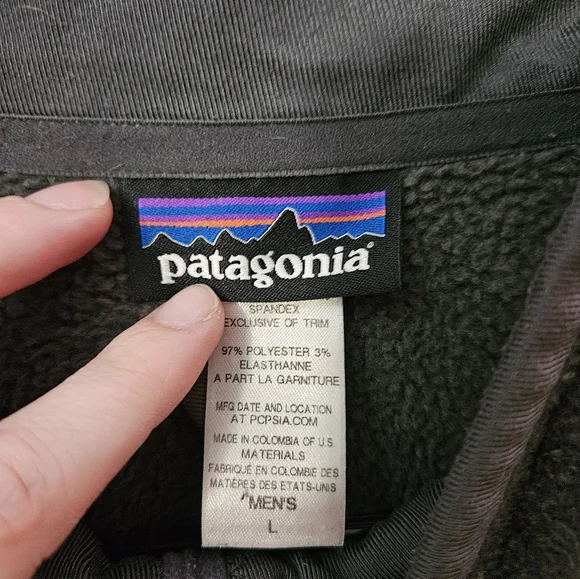 patagonia®
SPANDEX
EXCLUSIVE OF TRIM
97% POLYESTER 3%
ELASTHANNE
A PART LA GARNITURE
MFG DATE AND LOCATION
AT PCPSIA.COM
MADE IN COLOMBIA OF U.S.
MATERIALS
FABRIQUÉ EN COLOMBIE DES
MATIÈRES DES ETATS-UNIS
MEN'S
L